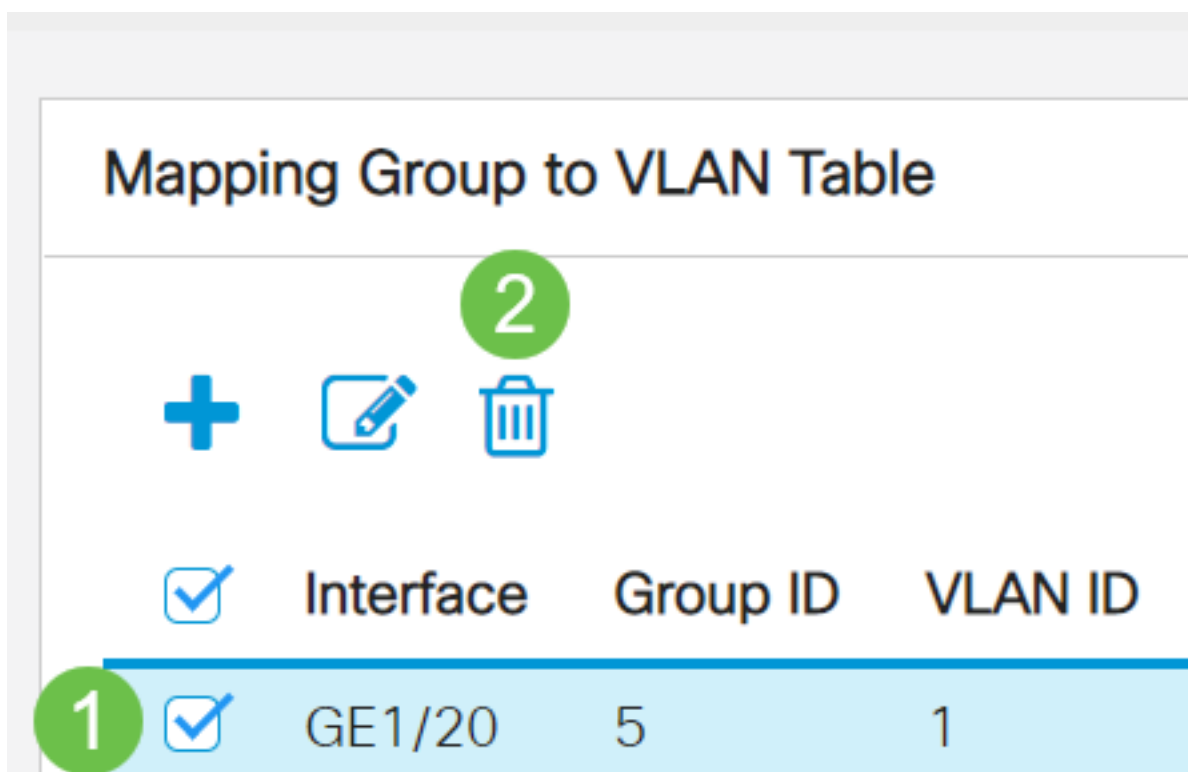 Mapping Group to VLAN Table
2
Interface Group ID VLAN ID
1 GE1/20 5 1